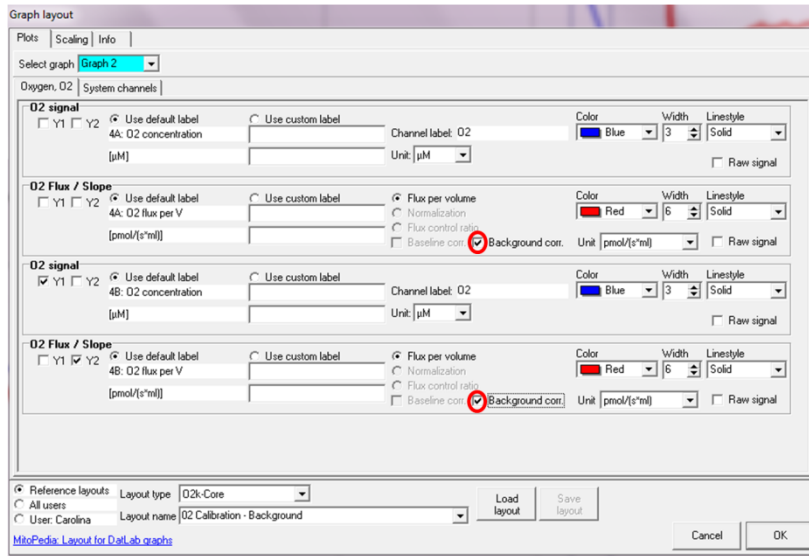 Graph layout
Plots Scaling Info
Select graph Graph 2
Oxygen, O2 System channels
O2 signal
Y1 Y2 Use default label Use custom label Color Width Linestyle
4A: O2 concentration Channel label: O2 Blue 3 Solid
[µM] Unit: µM Raw signal
O2 Flux / Slope
Y1 Y2 Use default label Use custom label Flux per volume Color Width Linestyle
4A: O2 flux per V Normalization Red 6 Solid
Flux control ratio
[pmol/(s*ml)] Baseline corr. Background corr. Unit pmol/(s*ml) Raw signal
O2 signal
Y1 Y2 Use default label Use custom label Color Width Linestyle
4B: O2 concentration Channel label: O2 Blue 3 Solid
[µM] Unit: µM Raw signal
O2 Flux / Slope
Y1 Y2 Use default label Use custom label Flux per volume Color Width Linestyle
4B: O2 flux per V Normalization Red 6 Solid
Flux control ratio
[pmol/(s*ml)] Baseline corr. Background corr. Unit pmol/(s*ml) Raw signal
Reference layouts Layout type O2k-Core Load layout Save layout
All users
User: Carolina Layout name 02 Calibration - Background
MitoPedia: Layout for DatLab graphs Cancel OK